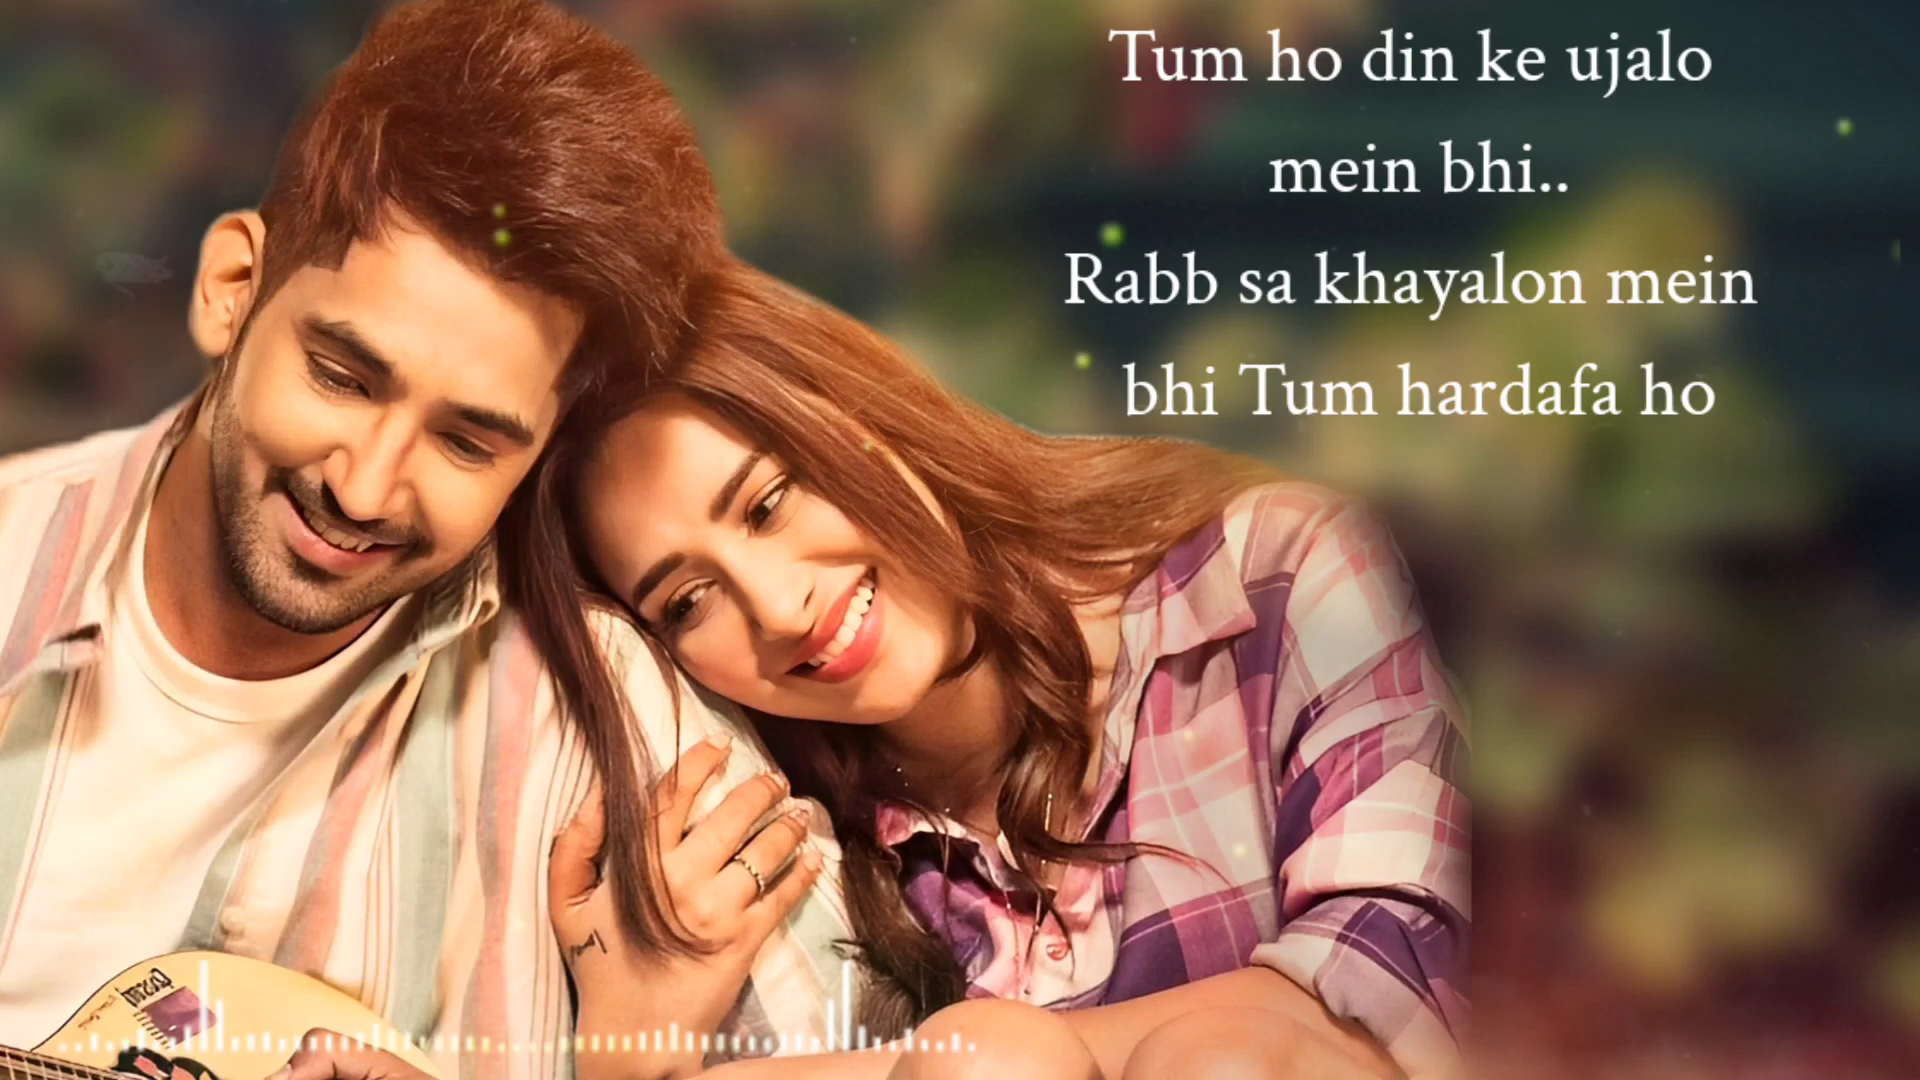 Tum ho din ke ujalo
mein bhi..
Rabb sa khayalon mein
bhi Tum hardafa ho